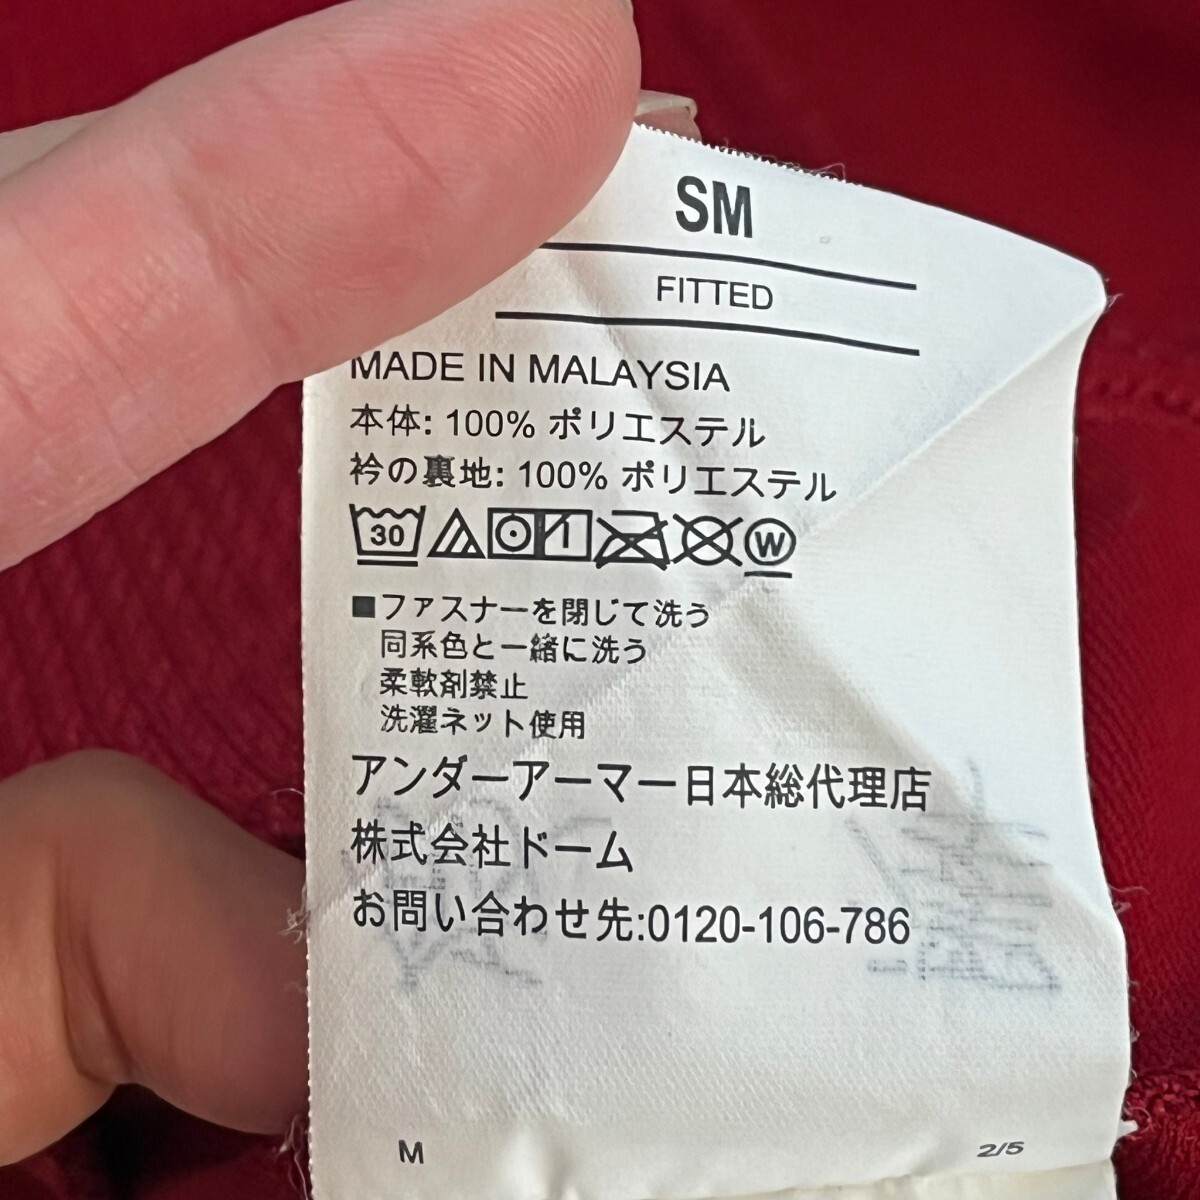 SM
FITTED
MADE IN MALAYSIA
本体: 100% ポリエステル
衿の裏地: 100% ポリエステル
30 W
■ファスナーを閉じて洗う
同系色と一緒に洗う
柔軟剤禁止
洗濯ネット使用
アンダーアーマー日本総代理店
株式会社ドーム
お問い合わせ先:0120-106-786
M 2/5